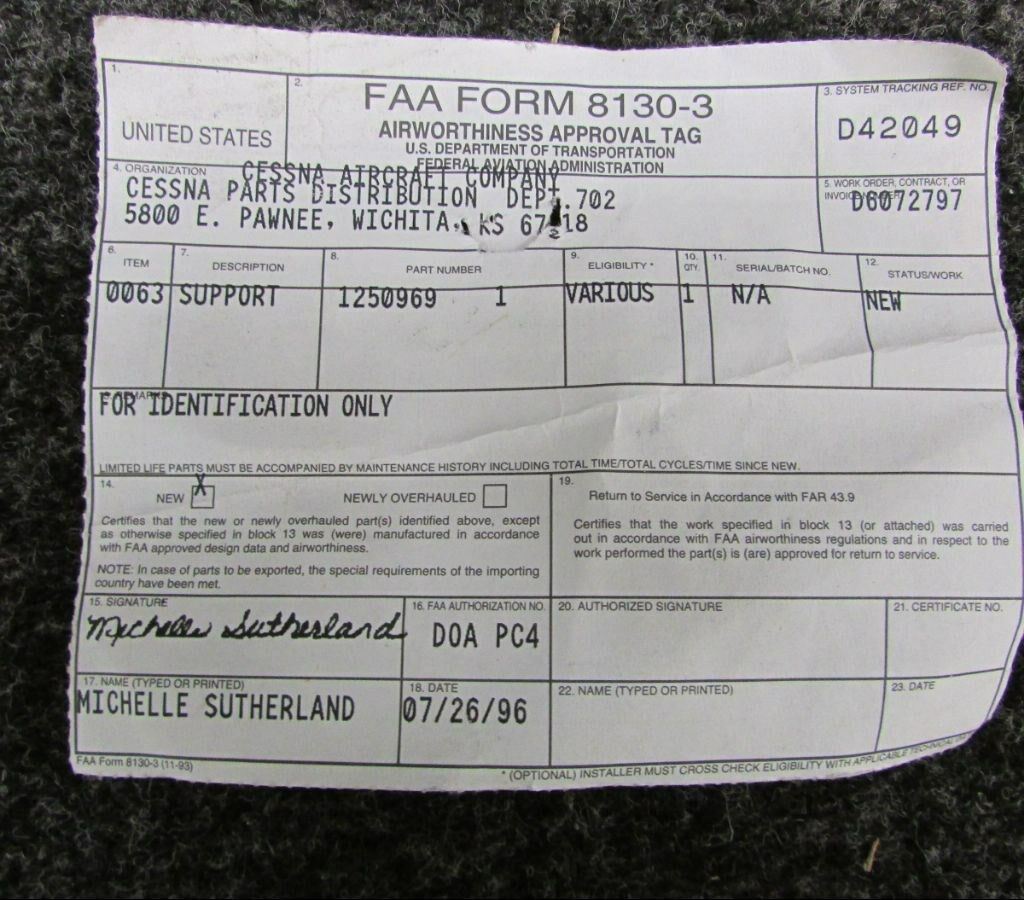 1.
UNITED STATES
2.
FAA FORM 8130-3
AIRWORTHINESS APPROVAL TAG
U.S. DEPARTMENT OF TRANSPORTATION
FEDERAL AVIATION ADMINISTRATION
3. SYSTEM TRACKING REF. NO.
D42049
4. ORGANIZATION
CESSNA AIRCRAFT COMPANY
CESSNA PARTS DISTRIBUTION DEPT.702
5800 E. PAWNEE, WICHITA, KS 67218
5. WORK ORDER, CONTRACT, OR
INVOICE NUMBER
D6072797
6. ITEM
7. DESCRIPTION
8. PART NUMBER
9. ELIGIBILITY *
10. QTY.
11. SERIAL/BATCH NO.
12. STATUS/WORK
0063 SUPPORT 1250969 1 VARIOUS 1 N/A NEW
13. REMARKS
FOR IDENTIFICATION ONLY
LIMITED LIFE PARTS MUST BE ACCOMPANIED BY MAINTENANCE HISTORY INCLUDING TOTAL TIME/TOTAL CYCLES/TIME SINCE NEW.
14.
NEW X NEWLY OVERHAULED
Certifies that the new or newly overhauled part(s) identified above, except
as otherwise specified in block 13 was (were) manufactured in accordance
with FAA approved design data and airworthiness.
NOTE: In case of parts to be exported, the special requirements of the importing
country have been met.
19.
Return to Service in Accordance with FAR 43.9
Certifies that the work specified in block 13 (or attached) was carried
out in accordance with FAA airworthiness regulations and in respect to the
work performed the part(s) is (are) approved for return to service.
15. SIGNATURE
Michelle Sutherland
16. FAA AUTHORIZATION NO.
DOA PC4
20. AUTHORIZED SIGNATURE
21. CERTIFICATE NO.
17. NAME (TYPED OR PRINTED)
MICHELLE SUTHERLAND
18. DATE
07/26/96
22. NAME (TYPED OR PRINTED)
23. DATE
FAA Form 8130-3 (11-93)
* (OPTIONAL) INSTALLER MUST CROSS CHECK ELIGIBILITY WITH APPLICABLE TECHNICAL